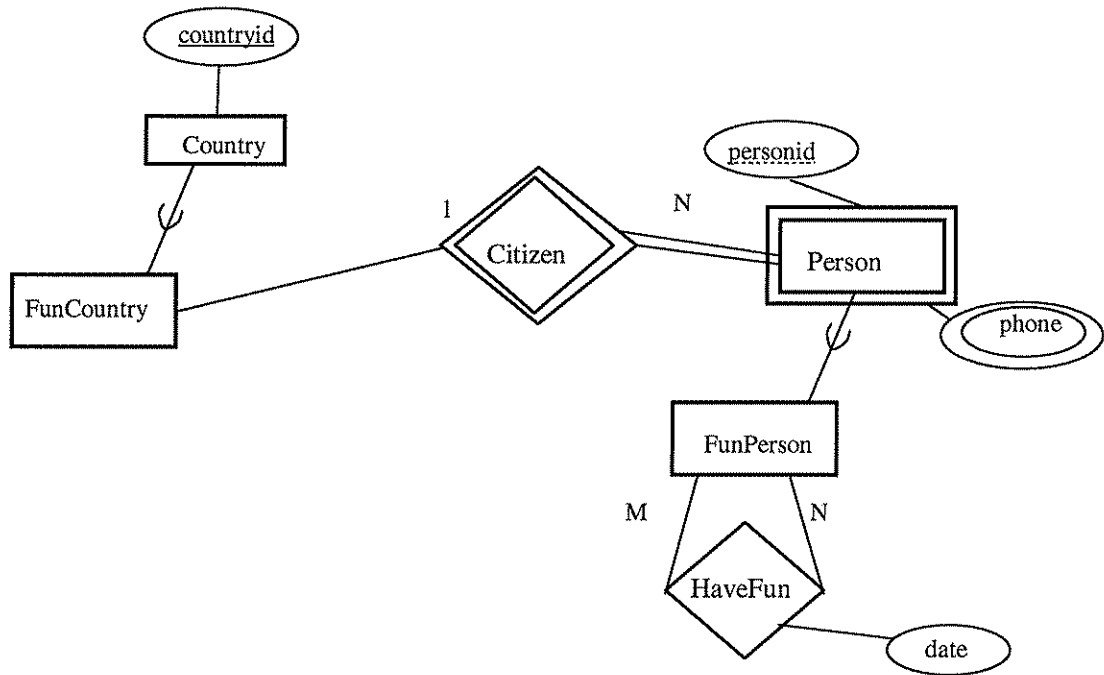 countryid
Country
personid
1
N
Citizen
Person
FunCountry
phone
FunPerson
M
N
HaveFun
date